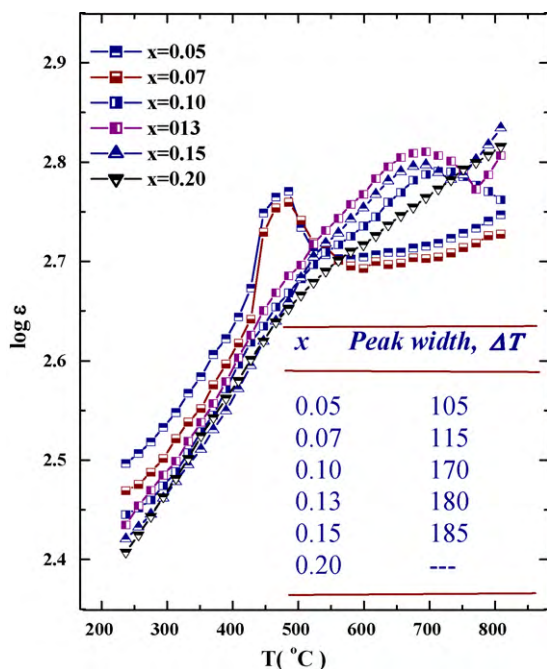 2.9
2.8
2.7
2.6
2.5
2.4
log ε
x=0.05
x=0.07
x=0.10
x=013
x=0.15
x=0.20
x Peak width, ΔT
0.05 105
0.07 115
0.10 170
0.13 180
0.15 185
0.20 ---
200 300 400 500 600 700 800
T( °C)